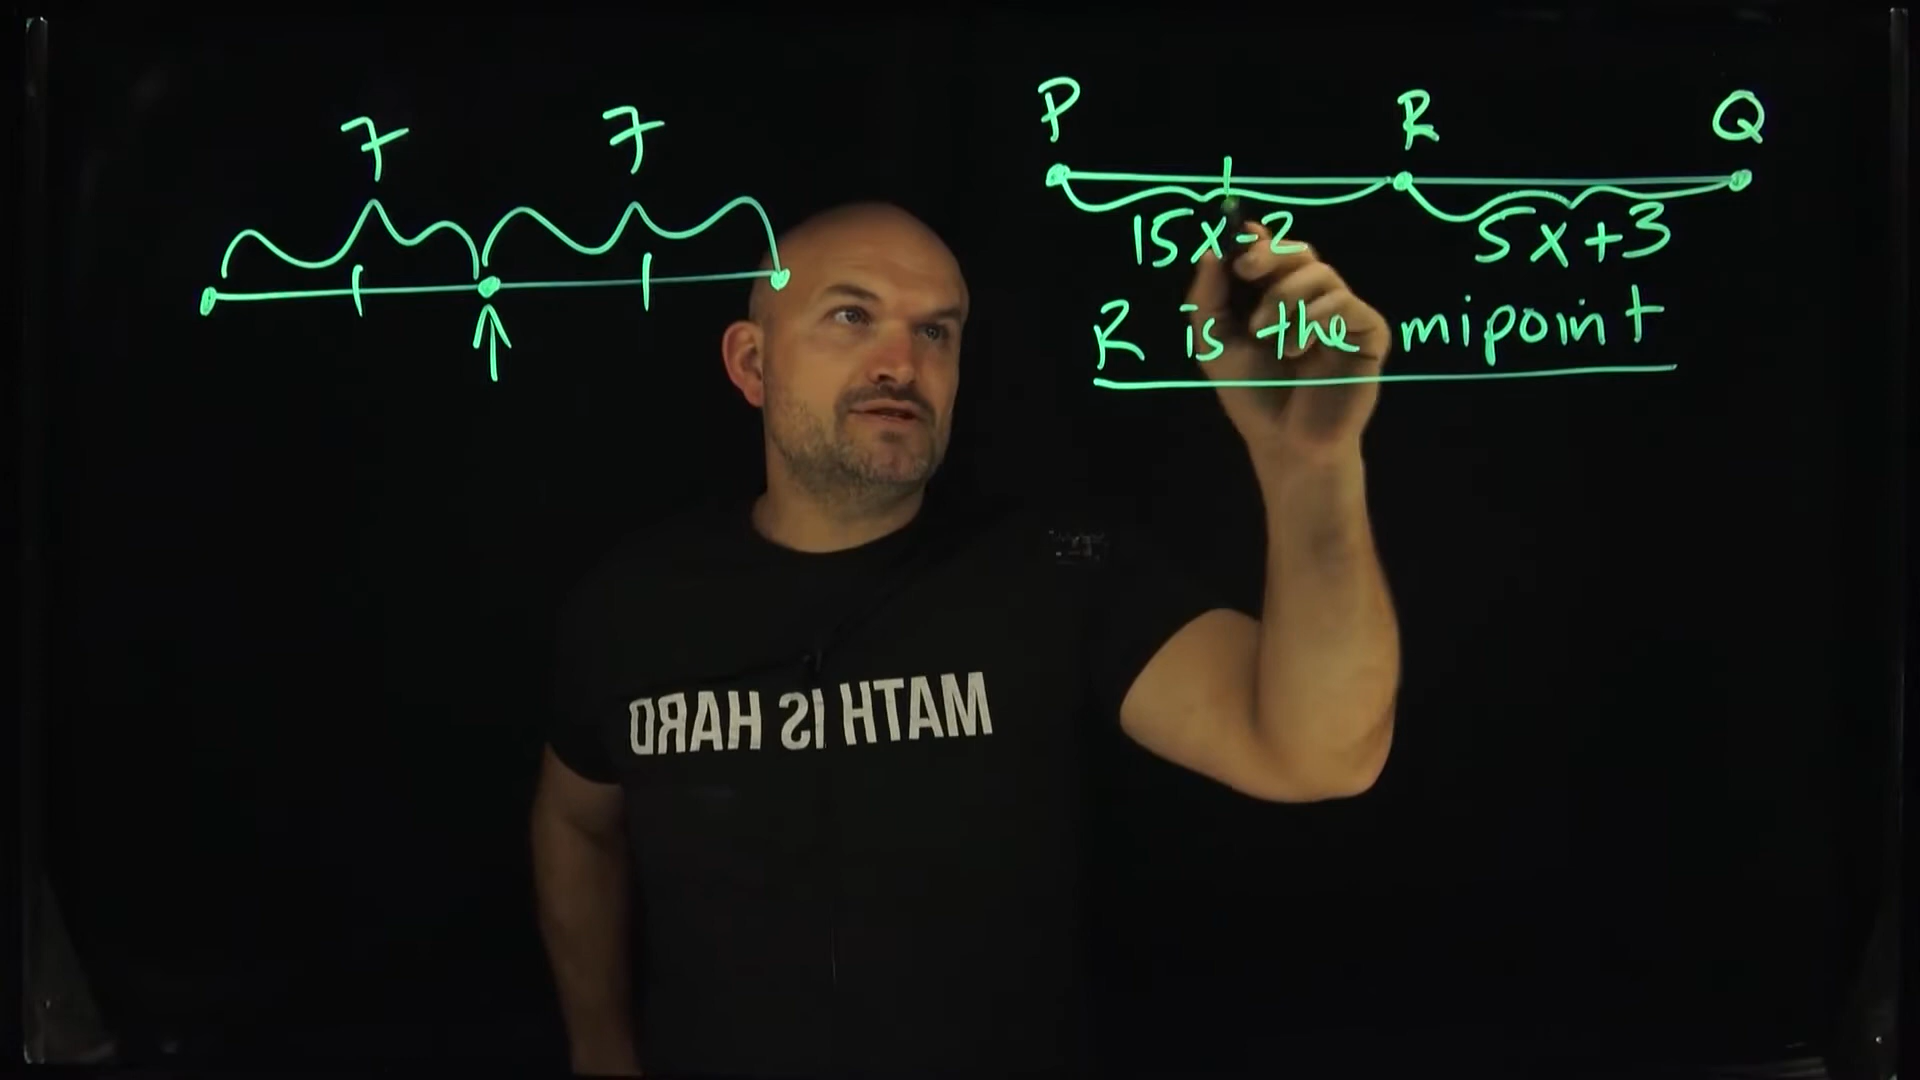 7 7
P R Q
15x-2 5x+3
R is the mipoint
MATH IS HARD